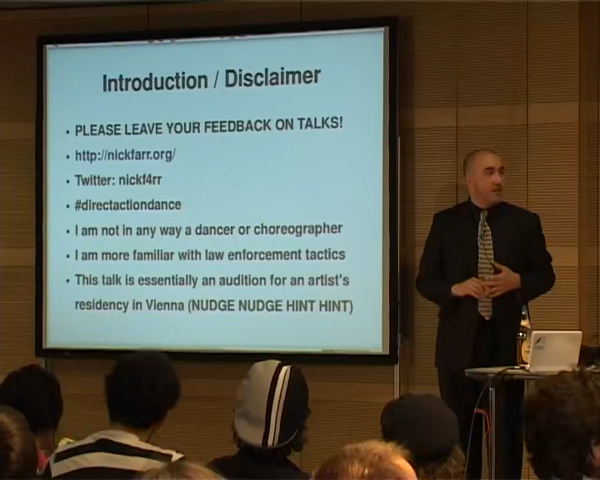 Introduction / Disclaimer
• PLEASE LEAVE YOUR FEEDBACK ON TALKS!
• http://nickfarr.org/
• Twitter: nickf4rr
• #directactiondance
• I am not in any way a dancer or choreographer
• I am more familiar with law enforcement tactics
• This talk is essentially an audition for an artist's
residency in Vienna (NUDGE NUDGE HINT HINT)